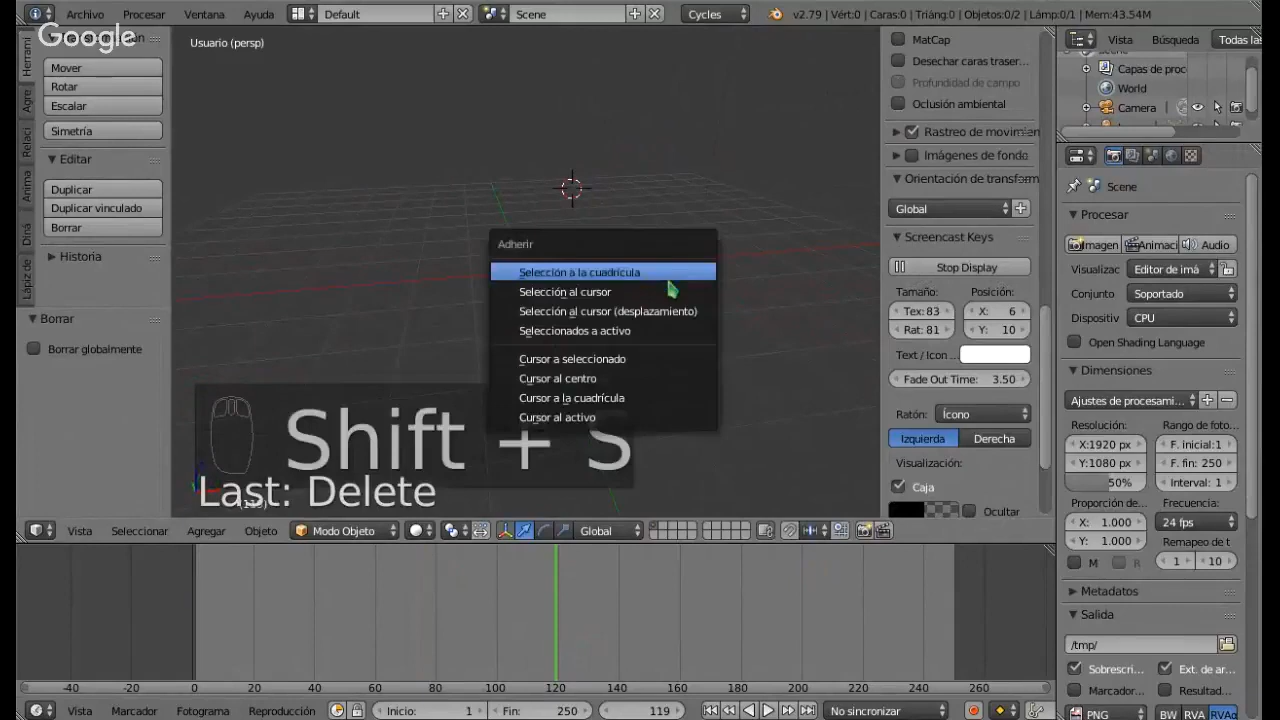 Archivo Procesar Ventana Ayuda Default Scene Cycles v2.79 | Vért:0 | Caras:0 | Triáng:0 | Objetos:0/2 | Lámp:0/1 | Mem:43.54M
Google
Usuario (persp)
Herrami
Agre
Relaci
Anima
Diná
Lápiz de
Mover
Rotar
Escalar
Simetría
Editar
Duplicar
Duplicar vinculado
Borrar
Historia
Borrar
Borrar globalmente
Adherir
Selección a la cuadrícula
Selección al cursor
Selección al cursor (desplazamiento)
Seleccionados a activo
Cursor a seleccionado
Cursor al centro
Cursor a la cuadrícula
Cursor al activo
Shift + S
Last: Delete
MatCap
Desechar caras traser...
Profundidad de campo
Oclusión ambiental
Rastreo de movimien
Imágenes de fondo
Orientación de transform
Global
Screencast Keys
Stop Display
Tamaño: Posición:
Tex: 83 X: 6
Rat: 81 Y: 10
Text / Icon ...
Fade Out Time: 3.50
Ratón: Ícono
Izquierda Derecha
Visualización:
Caja
Ocultar
Vista Búsqueda Todas las
Capas de proc
World
Camera
Scene
Procesar
Imagen Animaci Audio
Visualizac Editor de imá
Conjunto Soportado
Dispositiv CPU
Open Shading Language
Dimensiones
Ajustes de procesami...
Resolución: Rango de foto
X:1920 px F. inicial:1
Y:1080 px F. fin: 250
50% Interval: 1
Proporción de Frecuencia:
X: 1.000 24 fps
Y: 1.000 Remapeo de t
M R 1 10
Metadatos
Salida
/tmp/
Sobrescri... Ext. de ar...
Marcador... Resultad...
PNG BW RVA RVAo
Vista Seleccionar Agregar Objeto Modo Objeto Global
-40 -20 0 20 40 60 80 100 120 140 160 180 200 220 240 260
Vista Marcador Fotograma Reproducción Inicio: 1 Fin: 250 119 No sincronizar